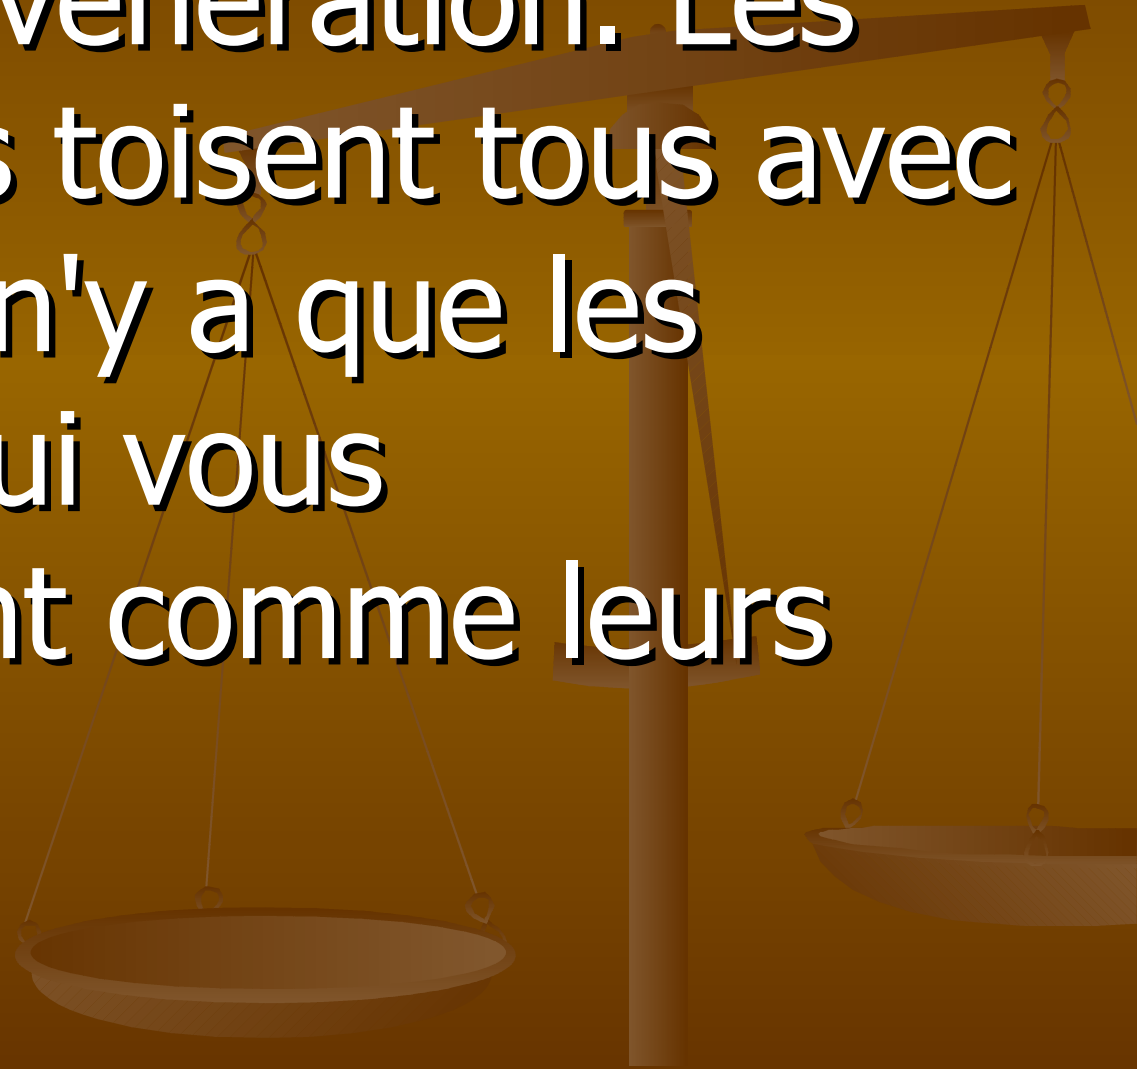 vénération. Les
s toisent tous avec
n'y a que les
ui vous
nt comme leurs